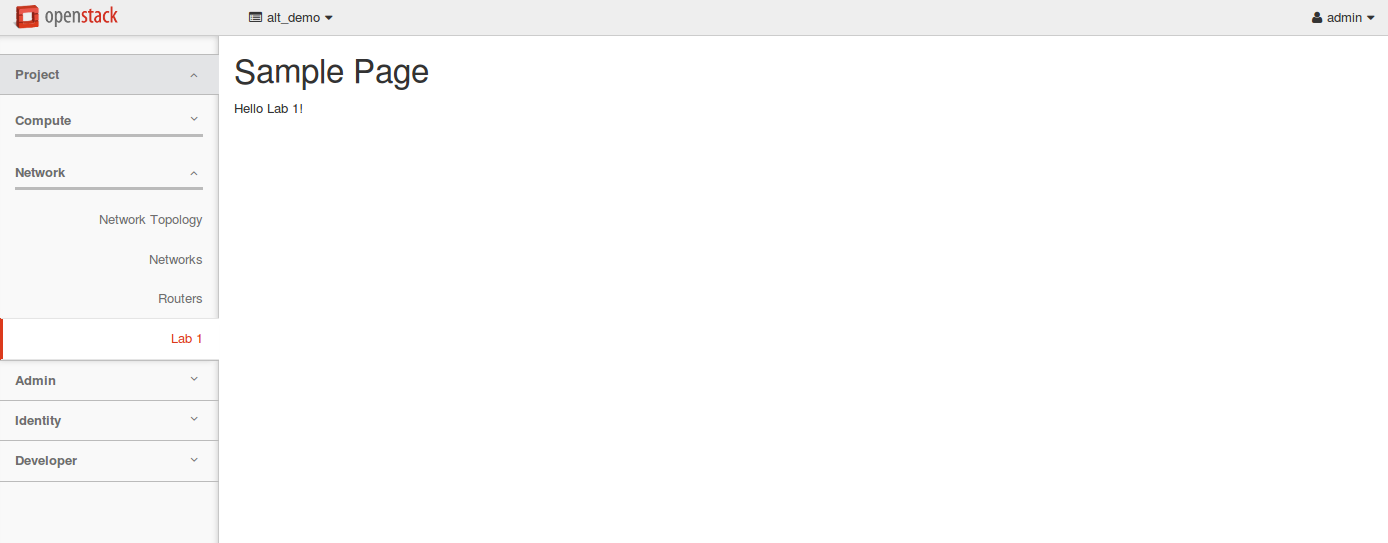 openstack
alt_demo
admin
Project
Compute
Network
Network Topology
Networks
Routers
Lab 1
Admin
Identity
Developer
Sample Page
Hello Lab 1!